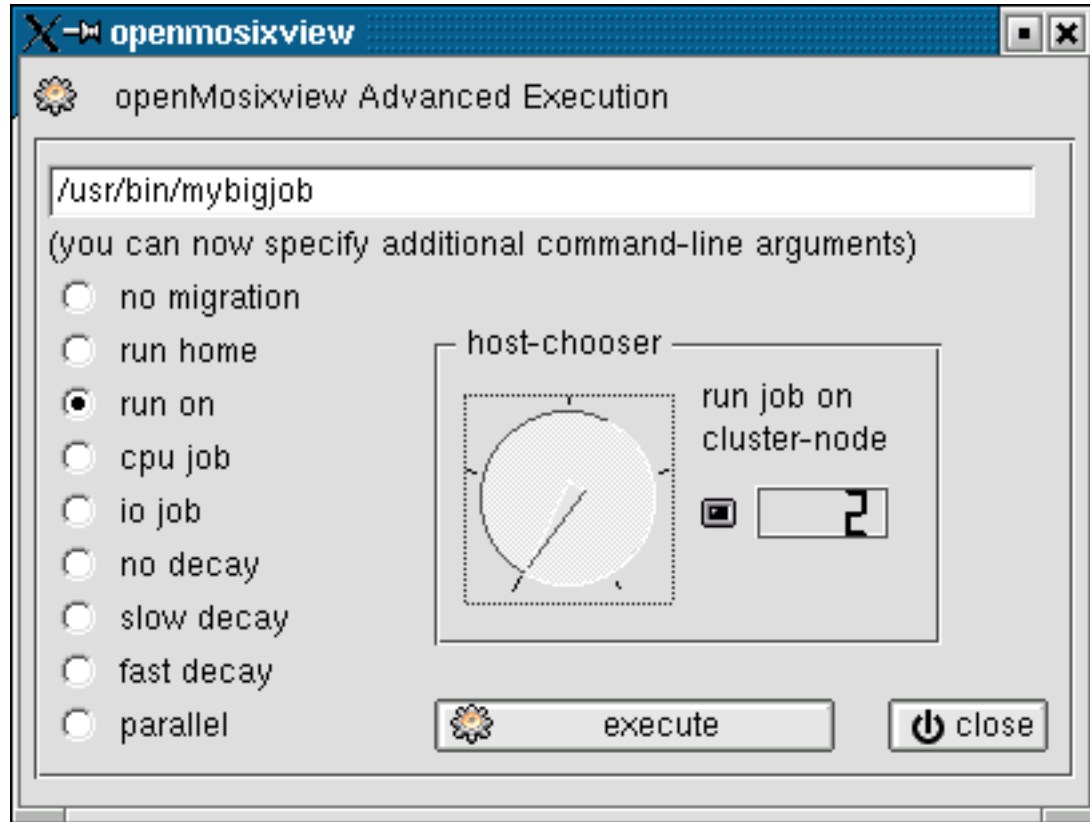 openmosixview
openMosixview Advanced Execution
/usr/bin/mybigjob
(you can now specify additional command-line arguments)
no migration
run home
run on
cpu job
io job
no decay
slow decay
fast decay
parallel
host-chooser
run job on
cluster-node
2
execute
close